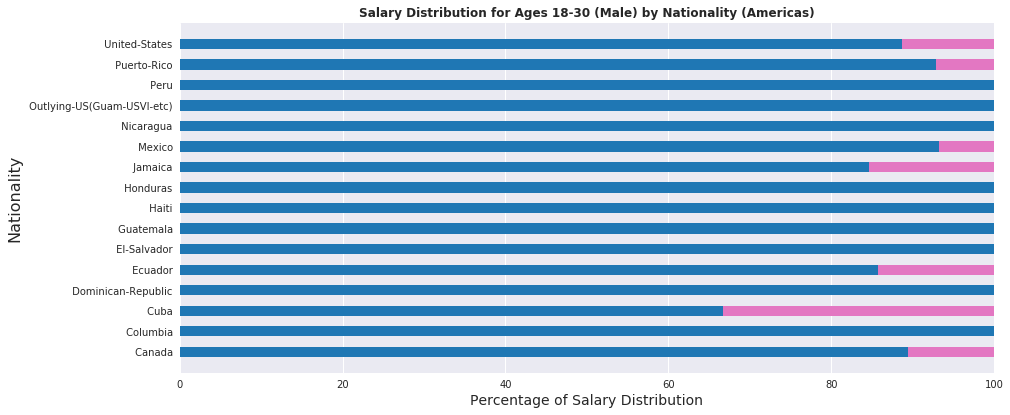 Salary Distribution for Ages 18-30 (Male) by Nationality (Americas)
Nationality
United-States
Puerto-Rico
Peru
Outlying-US(Guam-USVI-etc)
Nicaragua
Mexico
Jamaica
Honduras
Haiti
Guatemala
El-Salvador
Ecuador
Dominican-Republic
Cuba
Columbia
Canada
0 20 40 60 80 100
Percentage of Salary Distribution